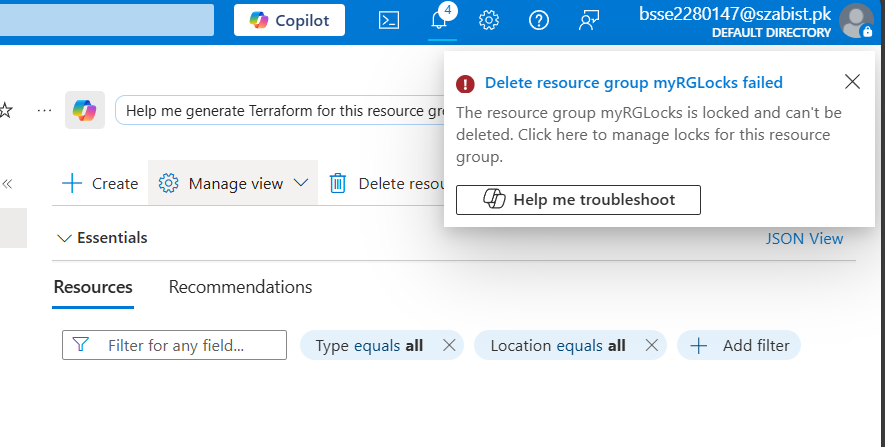 Copilot
4
bsse2280147@szabist.pk
DEFAULT DIRECTORY
Delete resource group myRGLocks failed
The resource group myRGLocks is locked and can't be
deleted. Click here to manage locks for this resource
group.
Help me troubleshoot
Help me generate Terraform for this resource gr
Create
Manage view
Delete resou
Essentials
JSON View
Resources
Recommendations
Filter for any field...
Type equals all
Location equals all
Add filter